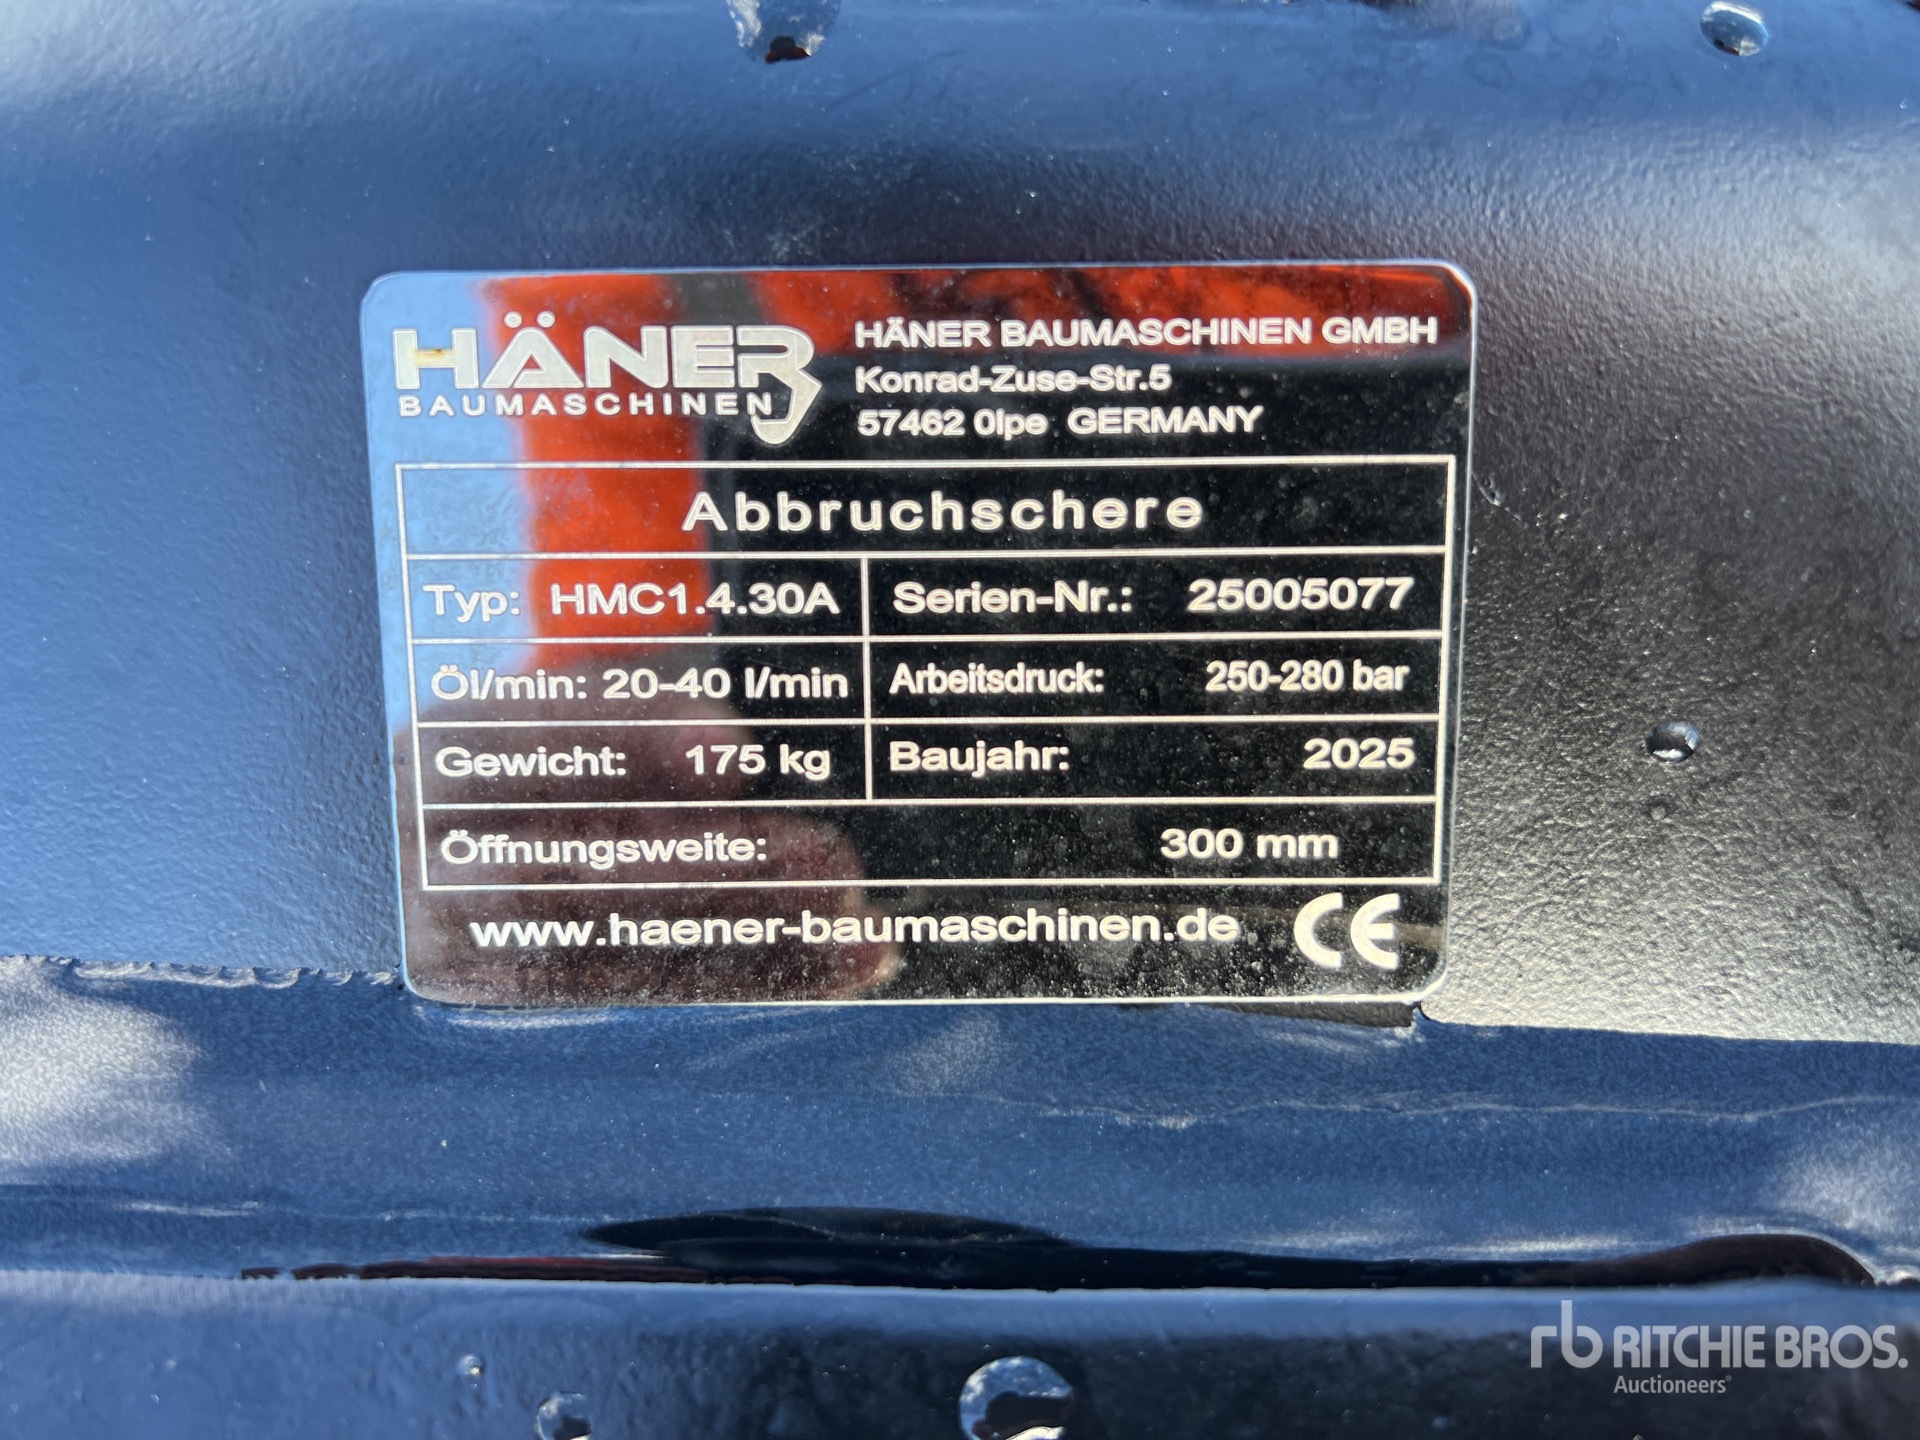 HÄNER
BAUMASCHINEN
HÄNER BAUMASCHINEN GMBH
Konrad-Zuse-Str.5
57462 Olpe GERMANY
Abbruchschere
Typ: HMC1.4.30A
Serien-Nr.: 25005077
Öl/min: 20-40 l/min
Arbeitsdruck: 250-280 bar
Gewicht: 175 kg
Baujahr: 2025
Öffnungsweite: 300 mm
www.haener-baumaschinen.de CE
rb RITCHIE BROS.
Auctioneers